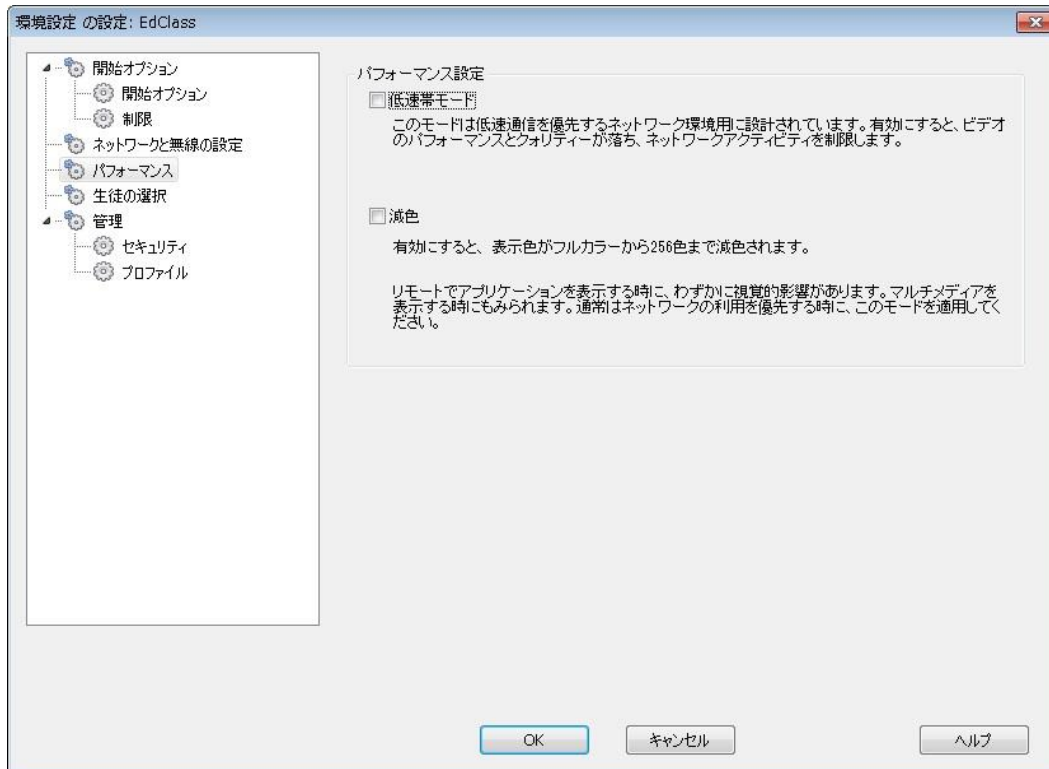 環境設定 の設定: EdClass
開始オプション
開始オプション
制限
ネットワークと無線の設定
パフォーマンス
生徒の選択
管理
セキュリティ
プロファイル
パフォーマンス設定
低速帯モード
このモードは低速通信を優先するネットワーク環境用に設計されています。有効にすると、ビデオ
のパフォーマンスとクォリティーが落ち、ネットワークアクティビティを制限します。
減色
有効にすると、表示色がフルカラーから256色まで減色されます。
リモートでアプリケーションを表示する時に、わずかに視覚的影響があります。マルチメディアを
表示する時にもみられます。通常はネットワークの利用を優先する時に、このモードを適用してく
ださい。
OK
キャンセル
ヘルプ